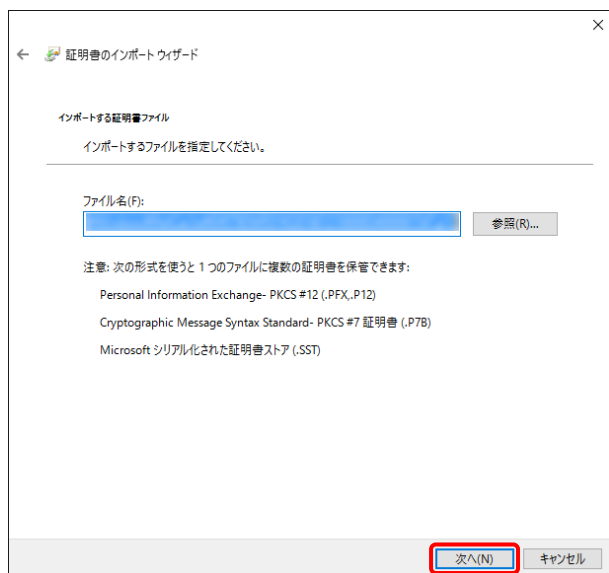 証明書のインポート ウィザード
インポートする証明書ファイル
インポートするファイルを指定してください。
ファイル名(F):
参照(R)...
注意: 次の形式を使うと 1 つのファイルに複数の証明書を保管できます:
Personal Information Exchange- PKCS #12 (.PFX,.P12)
Cryptographic Message Syntax Standard- PKCS #7 証明書 (.P7B)
Microsoft シリアル化された証明書ストア (.SST)
次へ(N)
キャンセル